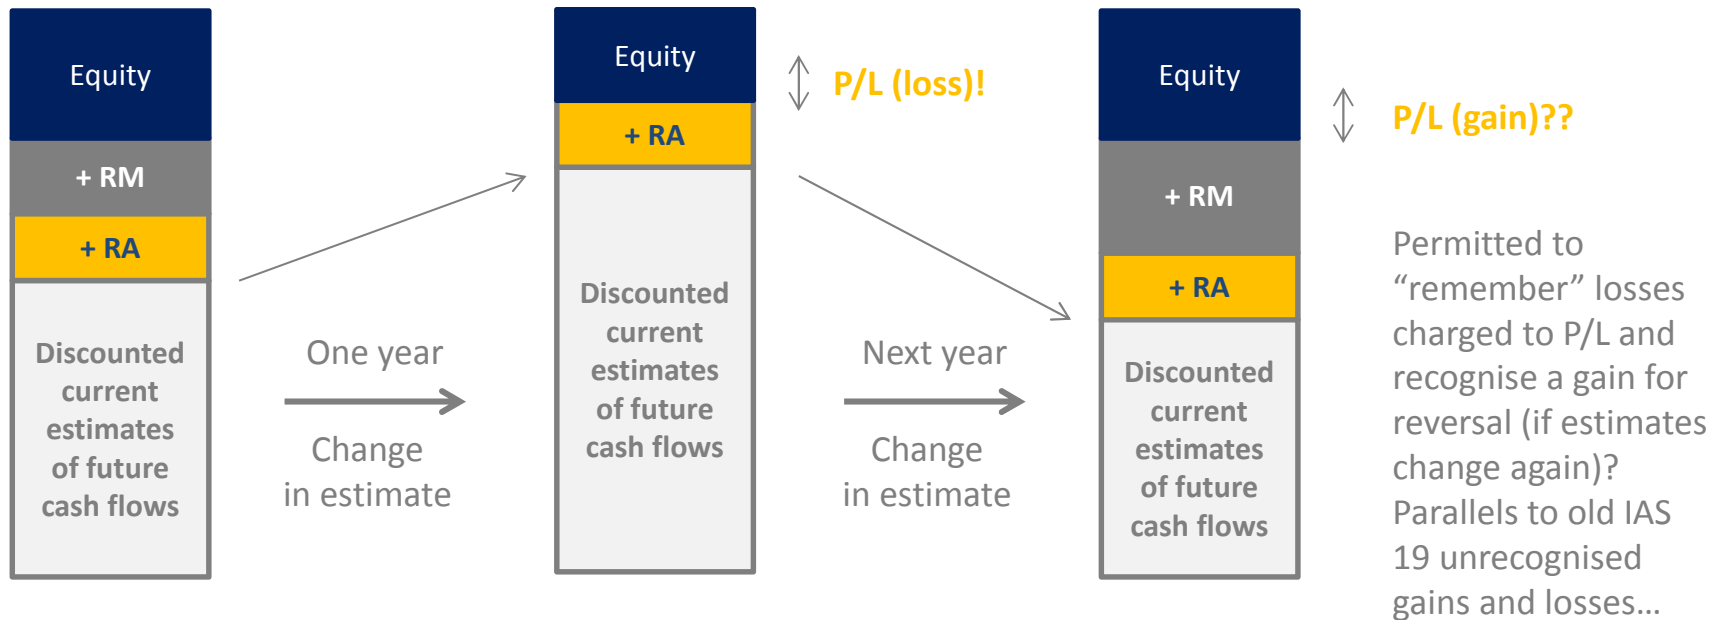 Equity
+ RM
+ RA
Discounted
current
estimates
of future
cash flows
One year
Change
in estimate
Equity
+ RA
Discounted
current
estimates
of future
cash flows
P/L (loss)!
Next year
Change
in estimate
Equity
+ RM
+ RA
Discounted
current
estimates
of future
cash flows
P/L (gain)??
Permitted to
“remember” losses
charged to P/L and
recognise a gain for
reversal (if estimates
change again)?
Parallels to old IAS
19 unrecognised
gains and losses…